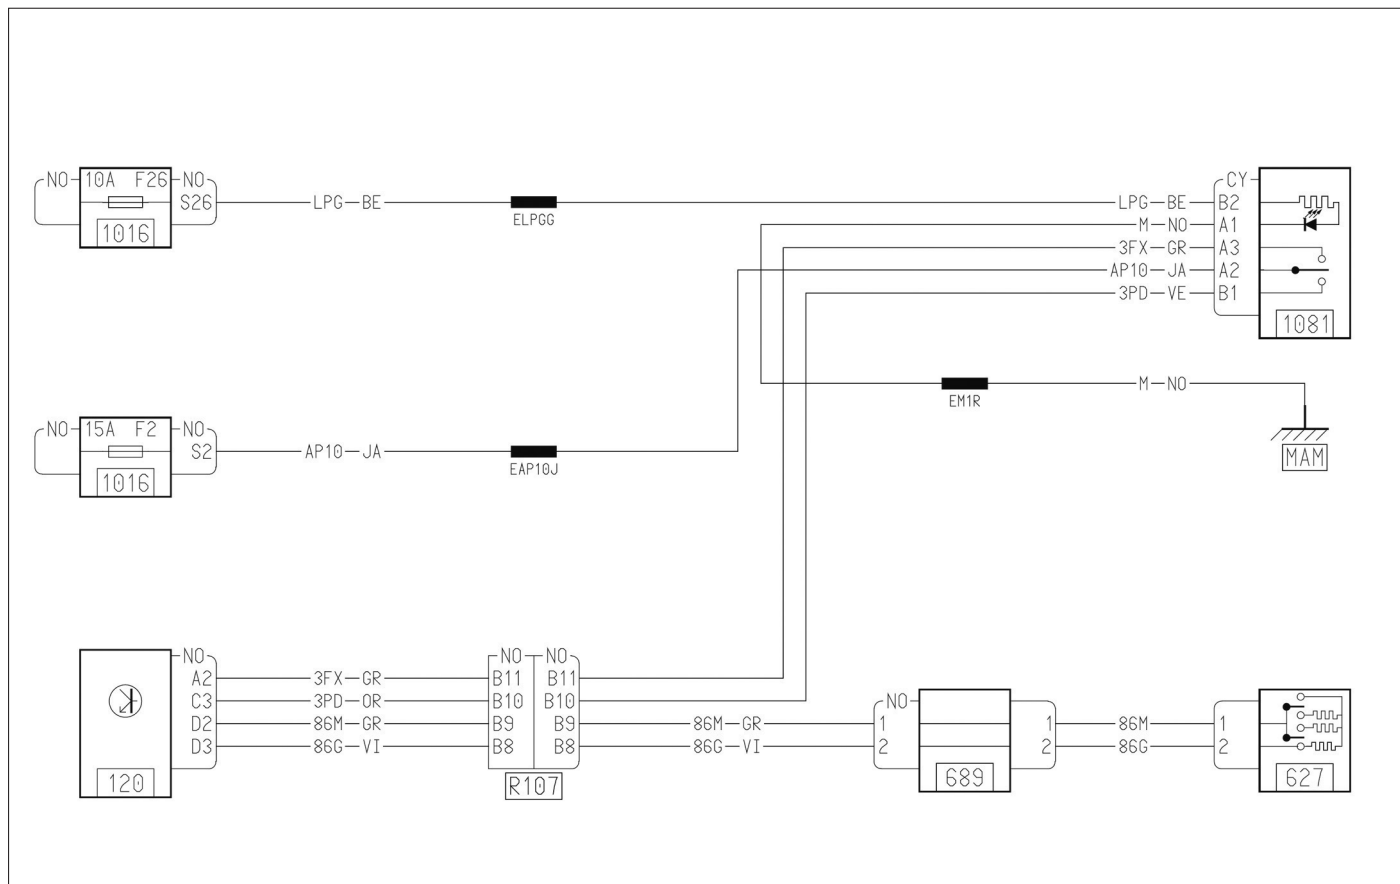 NO 10A F26 NO CY
S26 LPG BE LPG BE B2
ELPGG
1016 M NO A1
3FX GR A3
AP10 JA A2
3PD VE B1
1081
M NO
EM1R
NO 15A F2 NO
S2 AP10 JA
EAP10J MAM
1016
NO NO NO
A2 3FX GR B11 B11
C3 3PD OR B10 B10 NO
D2 86M GR B9 B9 86M GR 1 1 86M 1
D3 86G VI B8 B8 86G VI 2 2 86G 2
120 R107 689 627